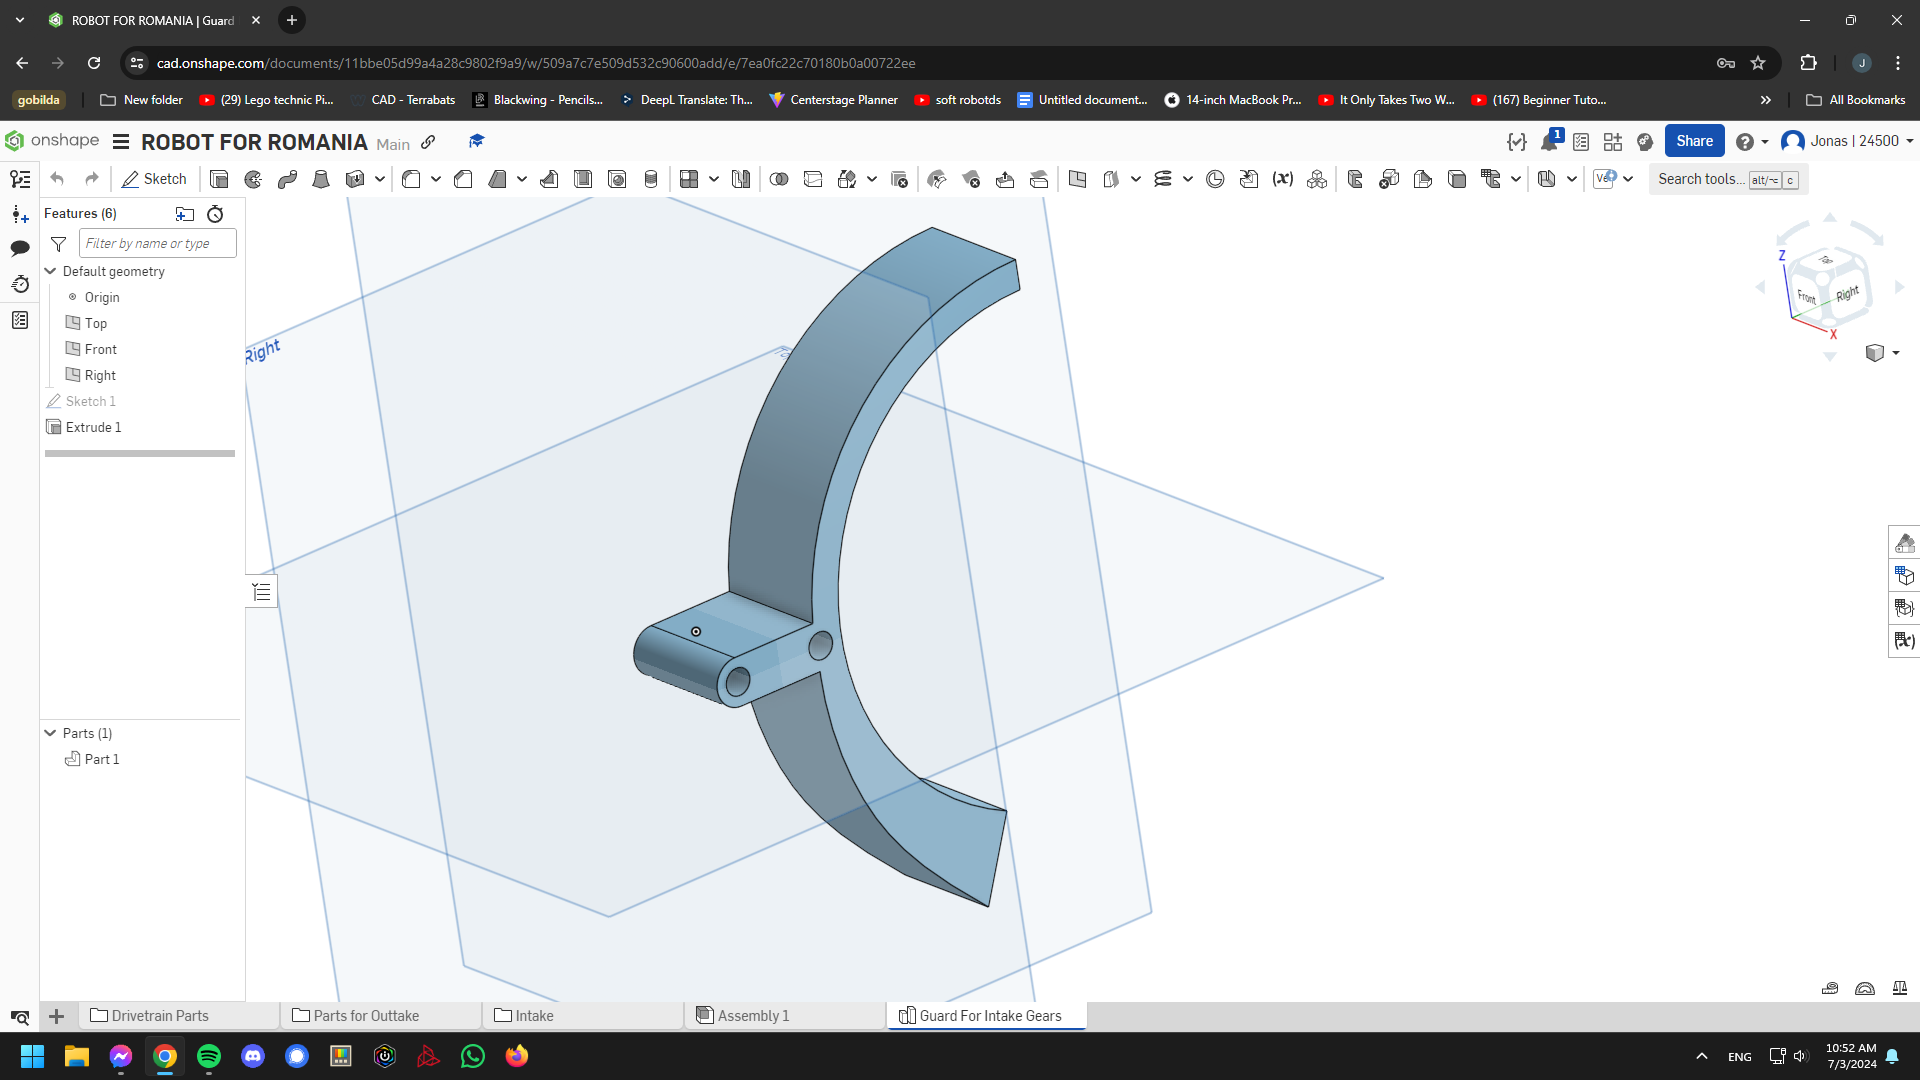 ROBOT FOR ROMANIA | Guard
cad.onshape.com/documents/11bbe05d99a4a28c9802f9a9/w/509a7c7e509d532c90600add/e/7ea0fc22c70180b0a00722ee
J
gobilda
New folder
(29) Lego technic Pi...
CAD - Terrabats
Blackwing - Pencils...
DeepL Translate: Th...
Centerstage Planner
soft robotds
Untitled document...
14-inch MacBook Pr...
It Only Takes Two W...
(167) Beginner Tuto...
All Bookmarks
onshape
ROBOT FOR ROMANIA Main
1
Share
Jonas | 24500
Sketch
Search tools... alt/⌥ c
Features (6)
Filter by name or type
Default geometry
Origin
Top
Front
Right
Sketch 1
Extrude 1
Parts (1)
Part 1
Right
Z
Top
Front
Right
X
Drivetrain Parts
Parts for Outtake
Intake
Assembly 1
Guard For Intake Gears
ENG
10:52 AM
7/3/2024